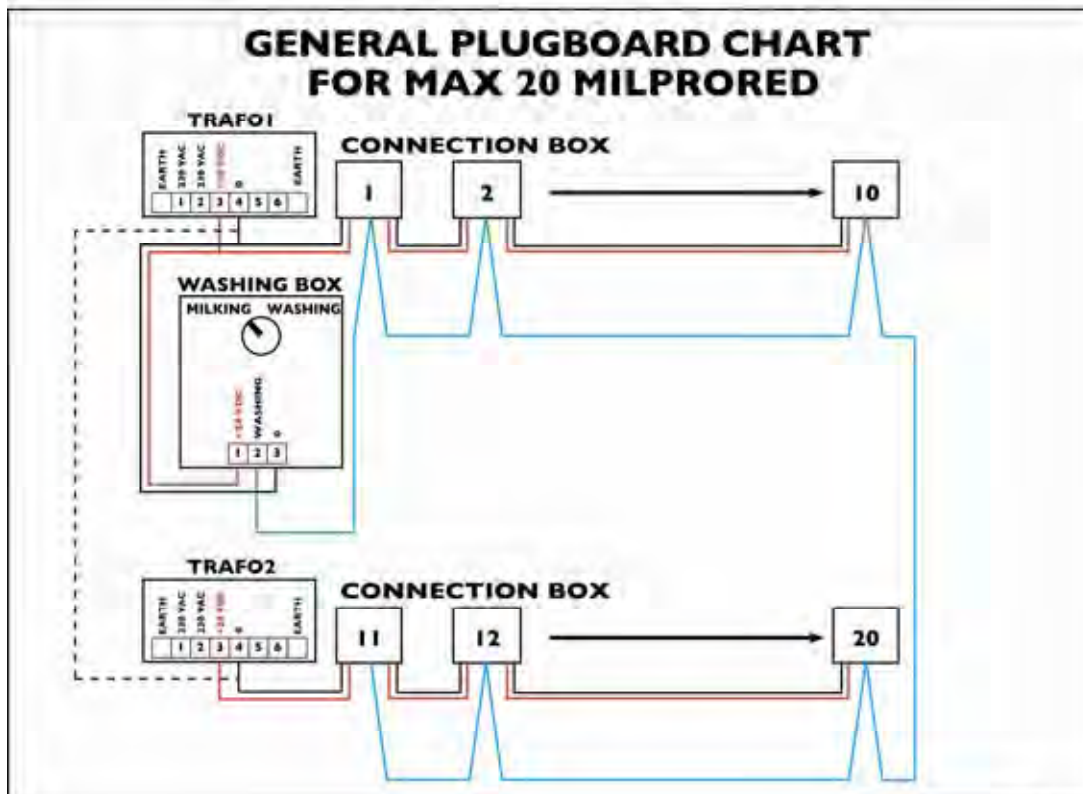 GENERAL PLUGBOARD CHART
FOR MAX 20 MILPRORED
TRAFO1
EARTH
230 VAC
230 VAC
0
EARTH
1 2 3 4 5 6
CONNECTION BOX
1
2
10
WASHING BOX
MILKING WASHING
WASHING
0
1 2 3
TRAFO2
EARTH
230 VAC
230 VAC
+24 VDC
0
EARTH
1 2 3 4 5 6
CONNECTION BOX
11
12
20